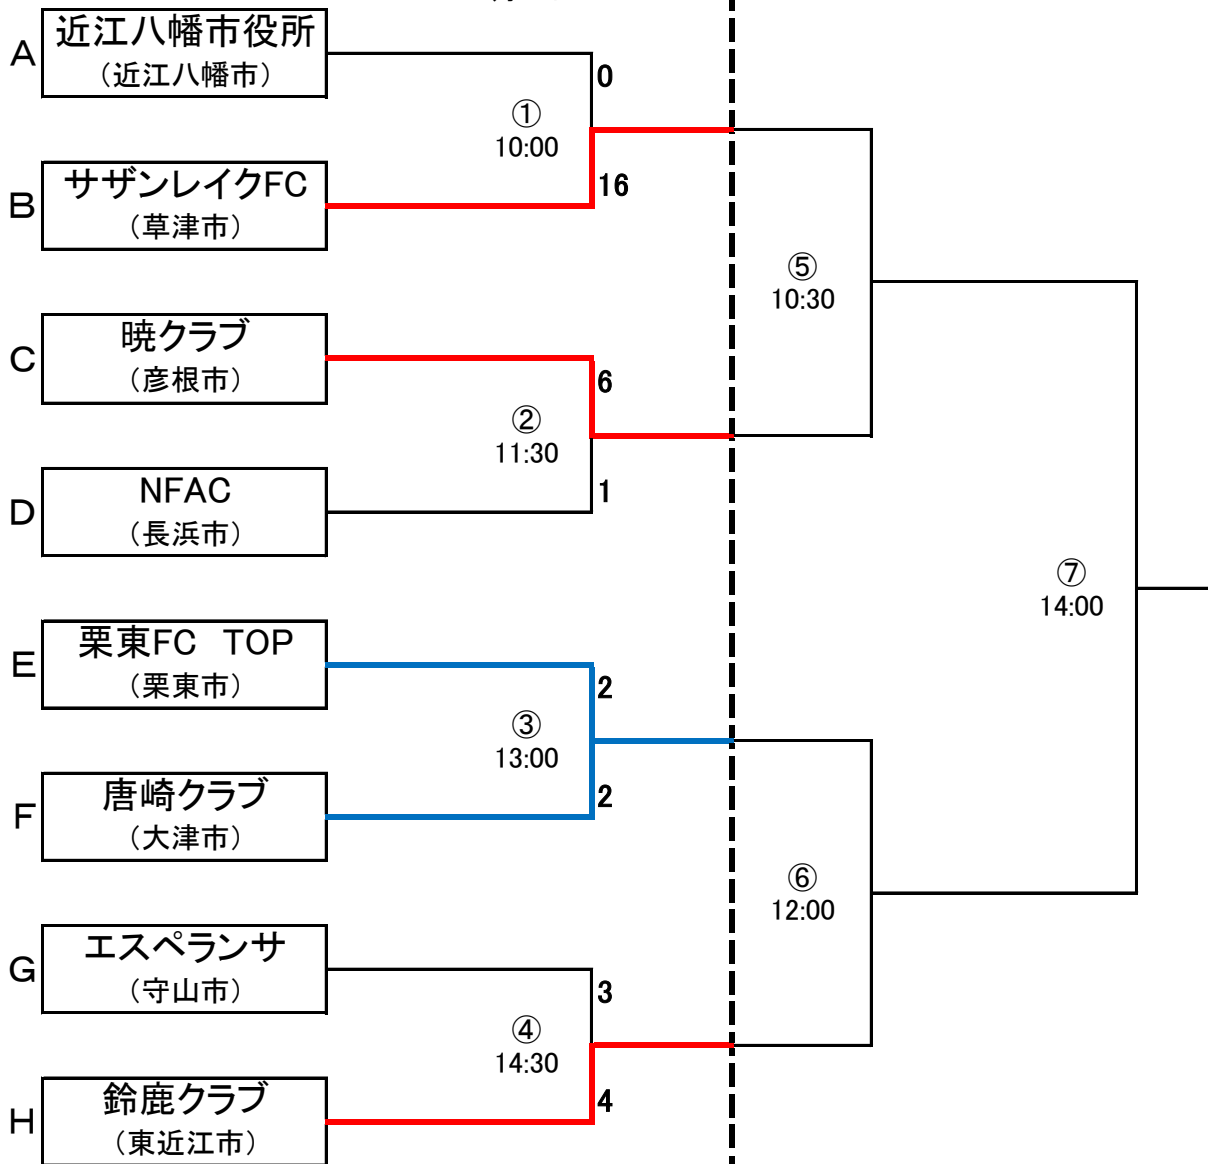 A
近江八幡市役所
（近江八幡市）
0
①
10:00
B
サザンレイクFC
（草津市）
16
⑤
10:30
C
暁クラブ
（彦根市）
6
②
11:30
D
NFAC
（長浜市）
1
⑦
14:00
E
栗東FC　TOP
（栗東市）
2
③
13:00
F
唐崎クラブ
（大津市）
2
⑥
12:00
G
エスペランサ
（守山市）
3
④
14:30
H
鈴鹿クラブ
（東近江市）
4